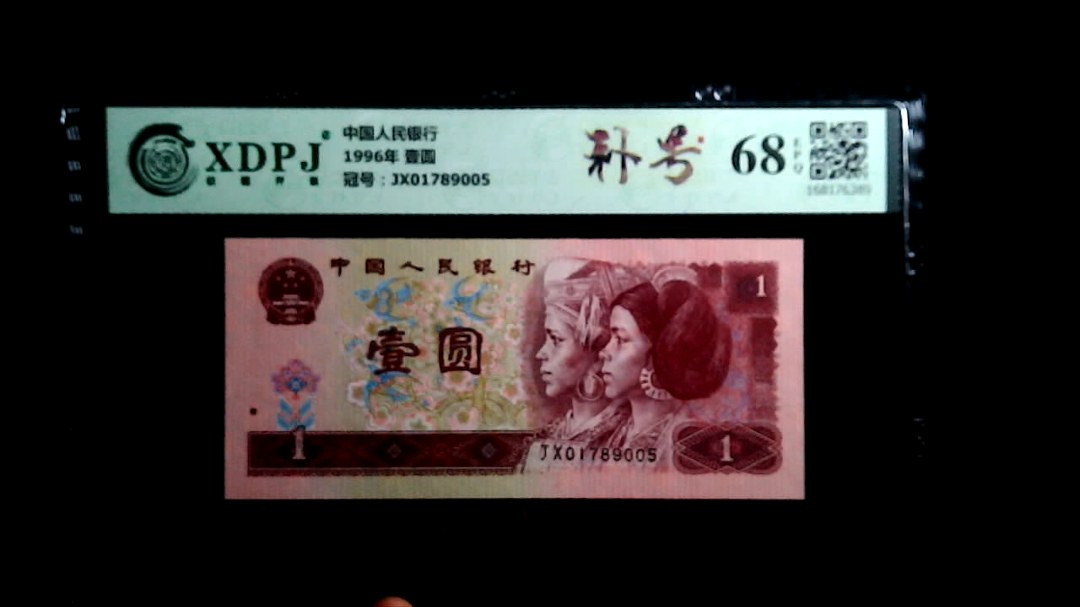 XDPJ
中国人民银行
1996年 壹圆
冠号:JX01789005
补号
68
EPQ
168176389
中国人民银行
1
壹圆
1
JX01789005
1